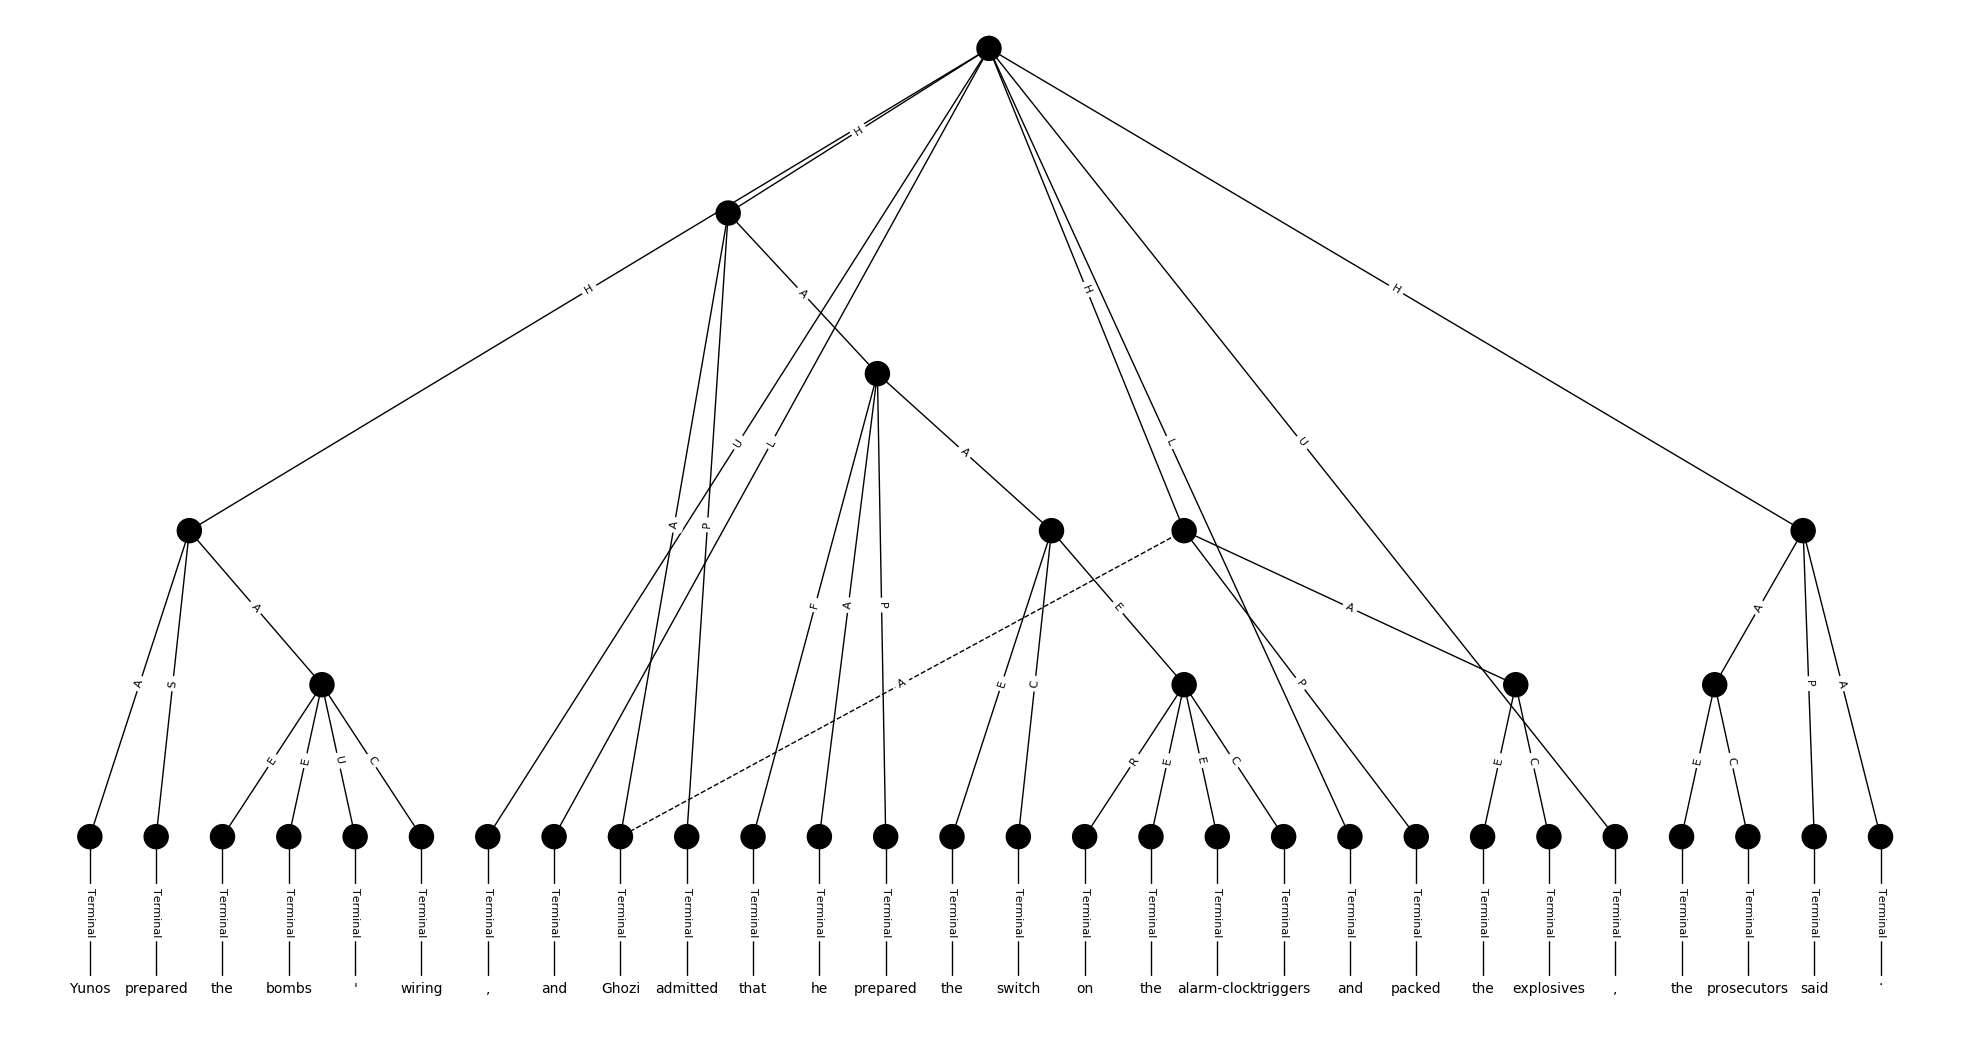 H
H
H
H
A
U
L
L
U
A
A
P
F
A
P
A
E
A
A
A
S
A
E
C
P
P
A
E
E
U
C
R
E
E
C
E
C
E
C
Terminal Terminal Terminal Terminal Terminal Terminal Terminal Terminal Terminal Terminal Terminal Terminal Terminal Terminal Terminal Terminal Terminal Terminal Terminal Terminal Terminal Terminal Terminal Terminal Terminal Terminal Terminal Terminal
Yunos prepared the bombs ' wiring , and Ghozi admitted that he prepared the switch on the alarm-clock triggers and packed the explosives , the prosecutors said .